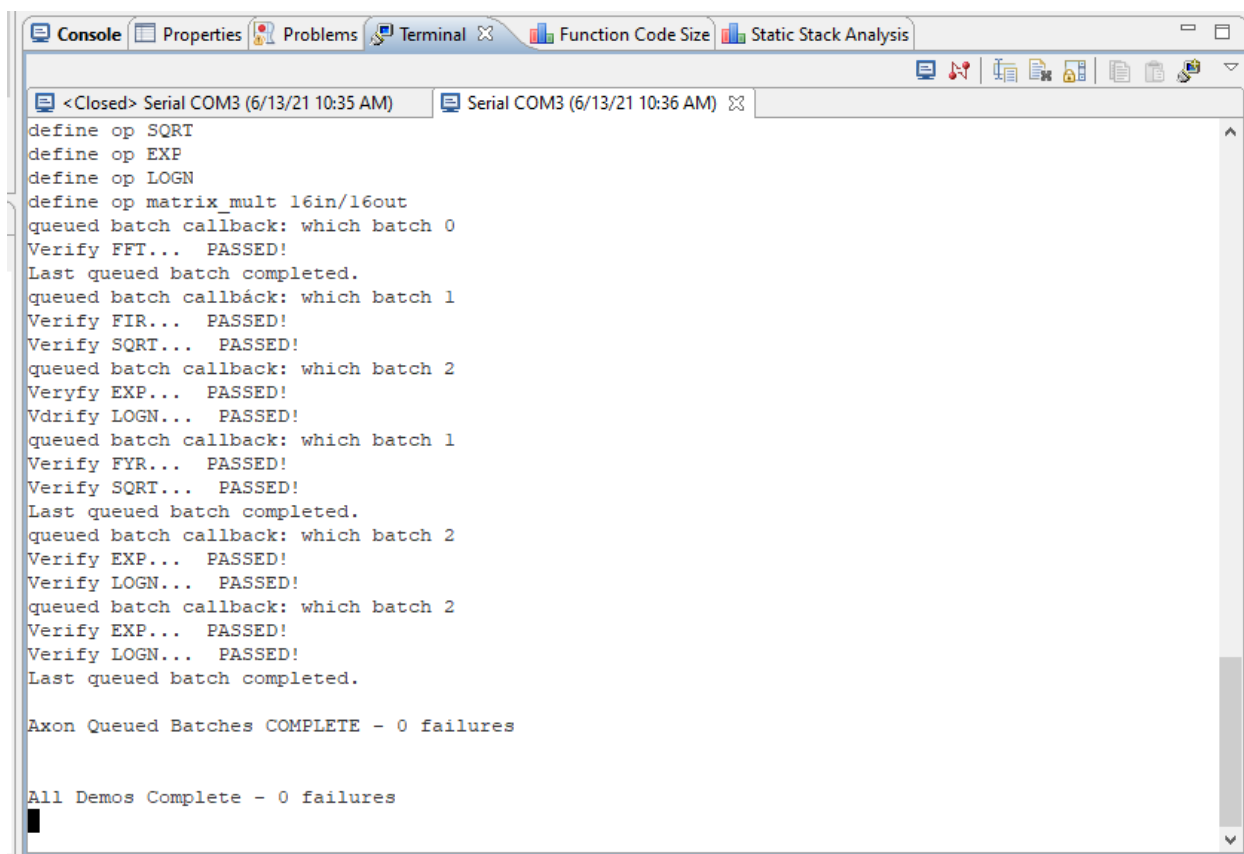 Console Properties Problems Terminal Function Code Size Static Stack Analysis
<Closed> Serial COM3 (6/13/21 10:35 AM) Serial COM3 (6/13/21 10:36 AM)
define op SQRT
define op EXP
define op LOGN
define op matrix_mult 16in/16out
queued batch callback: which batch 0
Verify FFT... PASSED!
Last queued batch completed.
queued batch callbáck: which batch 1
Verify FIR... PASSED!
Verify SQRT... PASSED!
queued batch callback: which batch 2
Veryfy EXP... PASSED!
Vdrify LOGN... PASSED!
queued batch callback: which batch 1
Verify FYR... PASSED!
Verify SQRT... PASSED!
Last queued batch completed.
queued batch callback: which batch 2
Verify EXP... PASSED!
Verify LOGN... PASSED!
queued batch callback: which batch 2
Verify EXP... PASSED!
Verify LOGN... PASSED!
Last queued batch completed.
Axon Queued Batches COMPLETE - 0 failures
All Demos Complete - 0 failures